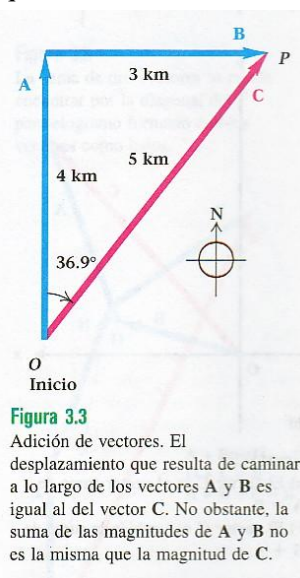 B
P
A
3 km
C
4 km
5 km
N
36.9°
O
Inicio
Figura 3.3
Adición de vectores. El
desplazamiento que resulta de caminar
a lo largo de los vectores A y B es
igual al del vector C. No obstante, la
suma de las magnitudes de A y B no
es la misma que la magnitud de C.